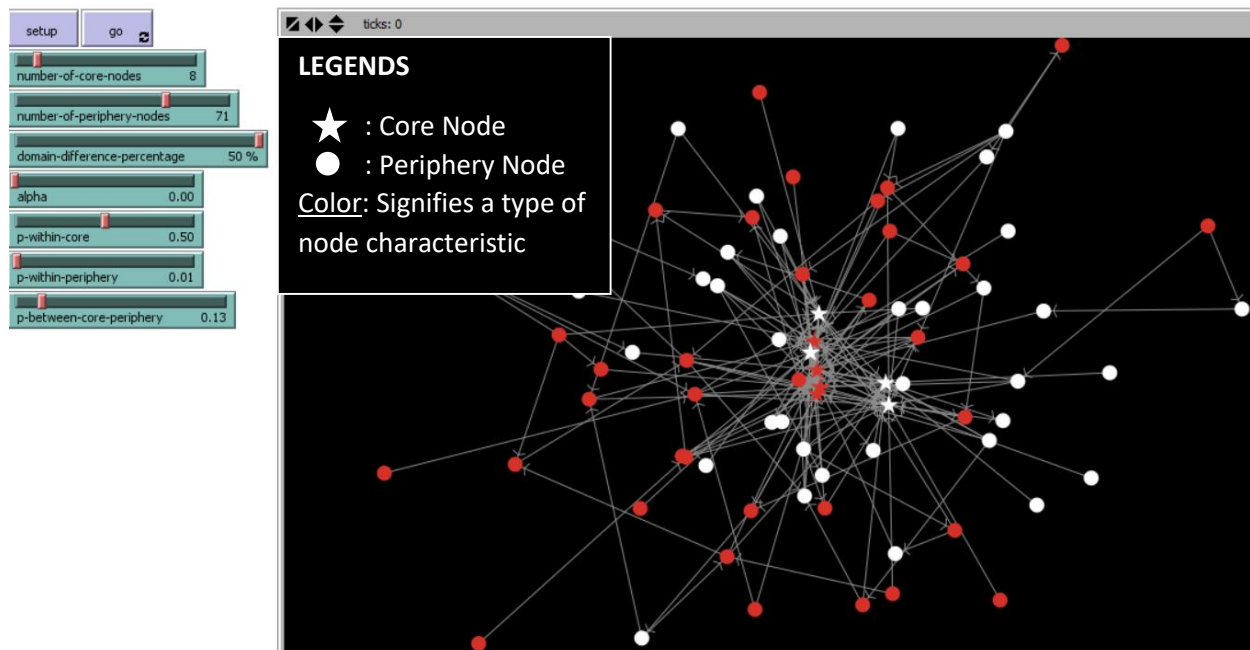 setup
go
ticks: 0
number-of-core-nodes 8
number-of-periphery-nodes 71
domain-difference-percentage 50 %
alpha 0.00
p-within-core 0.50
p-within-periphery 0.01
p-between-core-periphery 0.13
LEGENDS
: Core Node
: Periphery Node
Color: Signifies a type of
node characteristic